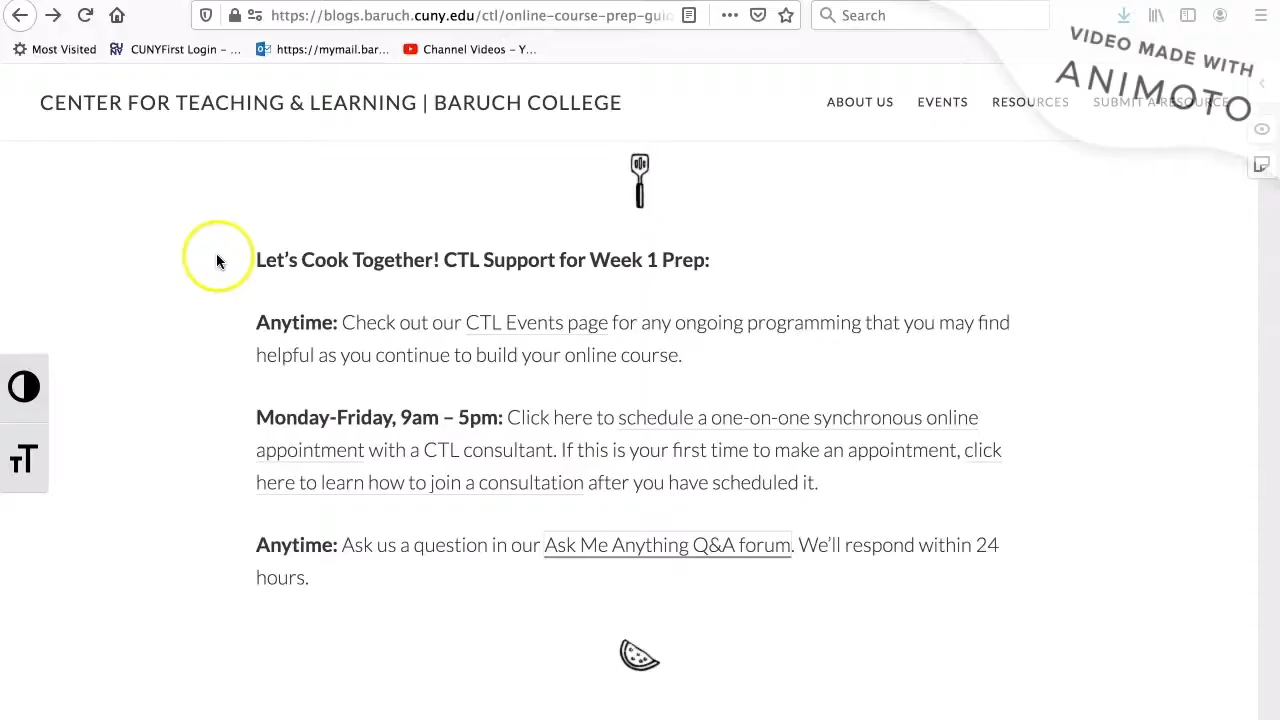 https://blogs.baruch.cuny.edu/ctl/online-course-prep-guid
Search
Most Visited
CUNYFirst Login – ...
https://mymail.bar...
Channel Videos – Y...
VIDEO MADE WITH
ANIMOTO
CENTER FOR TEACHING & LEARNING | BARUCH COLLEGE
ABOUT US
EVENTS
RESOURCES
SUBMIT A RESOURCE
Let's Cook Together! CTL Support for Week 1 Prep:
Anytime: Check out our CTL Events page for any ongoing programming that you may find
helpful as you continue to build your online course.
Monday-Friday, 9am – 5pm: Click here to schedule a one-on-one synchronous online
appointment with a CTL consultant. If this is your first time to make an appointment, click
here to learn how to join a consultation after you have scheduled it.
TT
Anytime: Ask us a question in our Ask Me Anything Q&A forum. We'll respond within 24
hours.